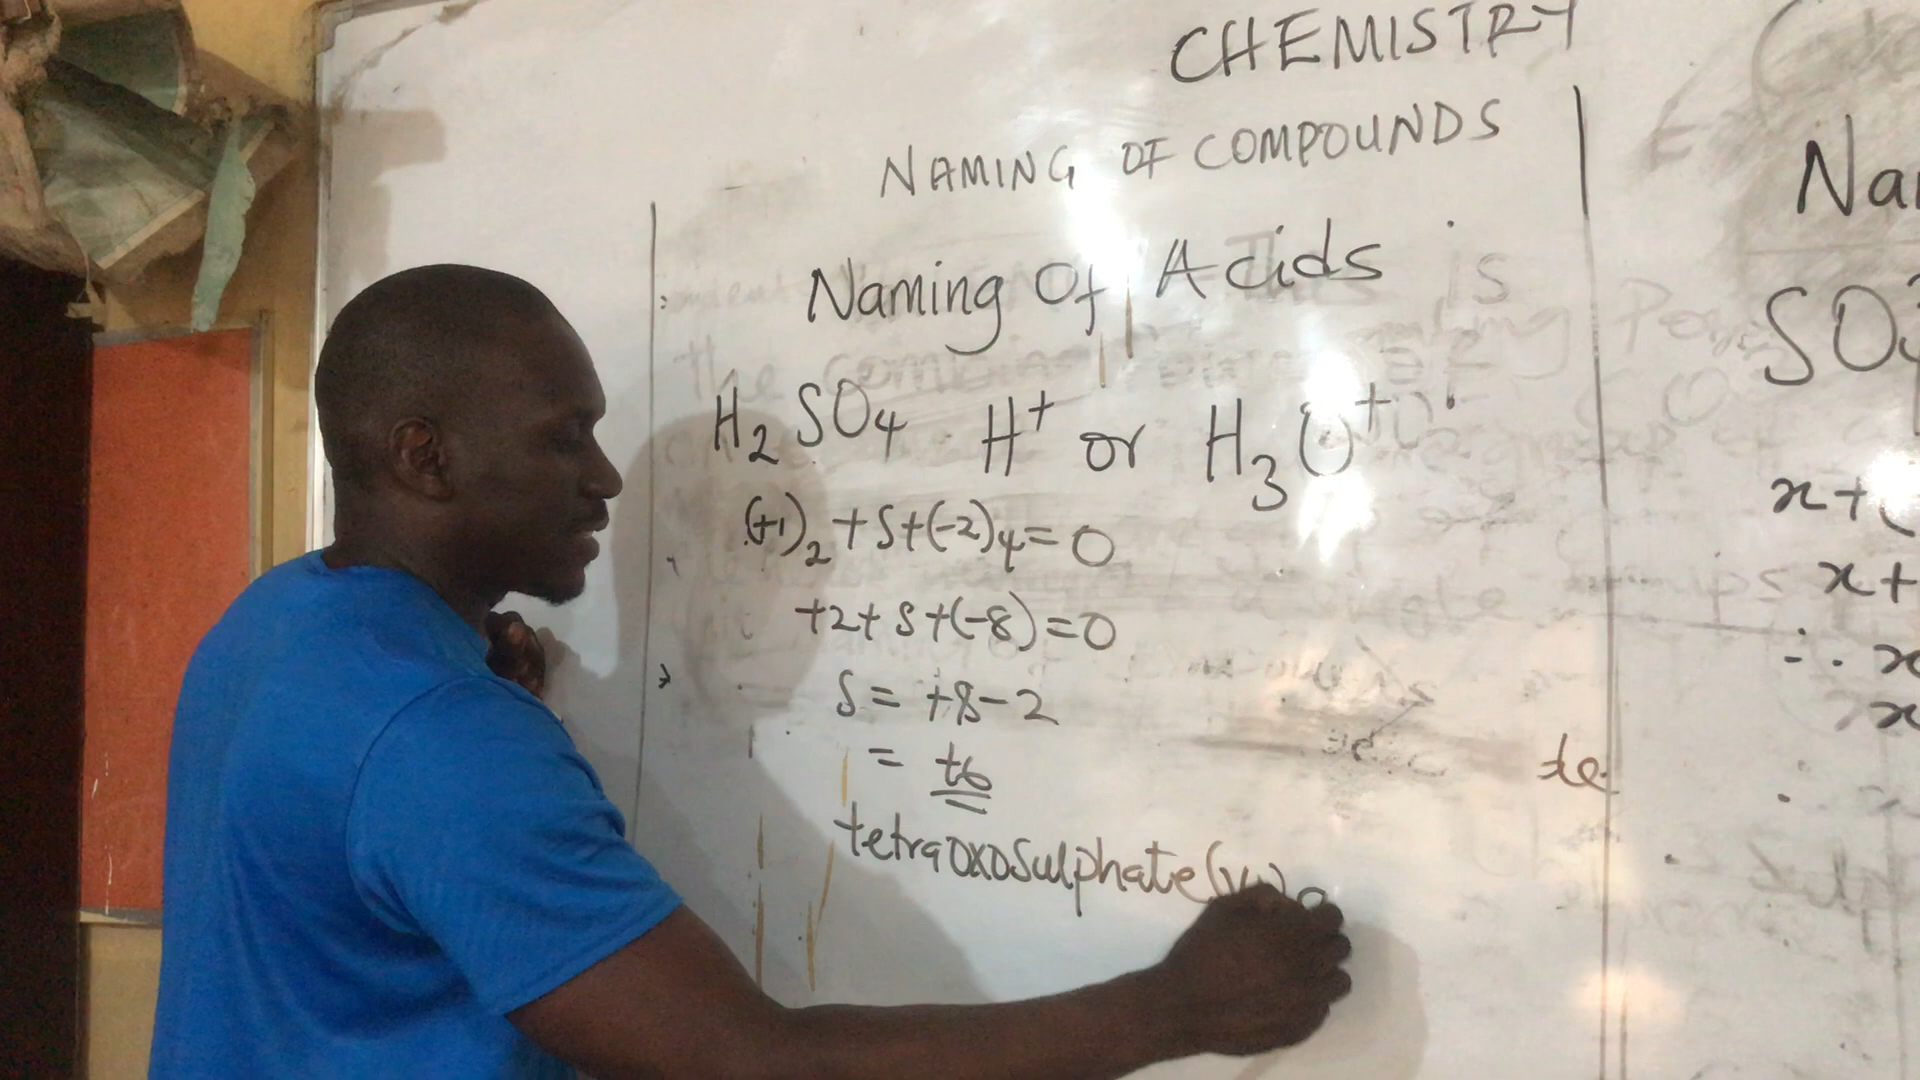 CHEMISTRY
NAMING OF COMPOUNDS
Naming Of Acids
H₂SO₄ H⁺ or H₃O⁺
(+1)₂ + S + (-2)₄ = 0
+2 + S + (-8) = 0
S = +8 - 2
= +6
tetraoxosulphate (VI) a
te
Na
SO₄
x + (
x +
∴ x
x